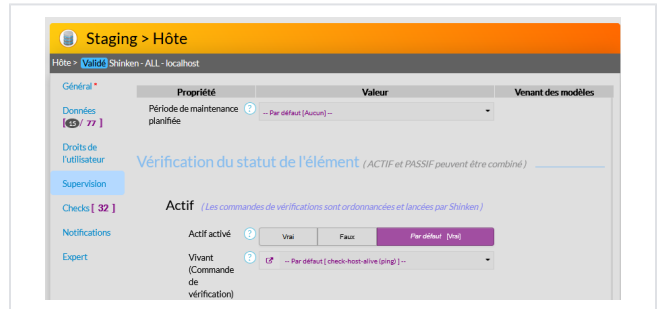 Staging > Hôte
Hôte > Validé Shinken - ALL - localhost
Général *
Propriété Valeur Venant des modèles
Données
[ 15 / 77 ]
Période de maintenance ? -- Par défaut [Aucun] --
planifiée
Droits de
l'utilisateur
Vérification du statut de l'élément ( ACTIF et PASSIF peuvent être combiné )
Supervision
Checks [ 32 ]
Actif ( Les commandes de vérifications sont ordonnancées et lancées par Shinken )
Notifications
Actif activé ? Vrai Faux Par défaut [Vrai]
Expert
Vivant ? -- Par défaut [ check-host-alive (ping) ] --
(Commande
de
vérification)